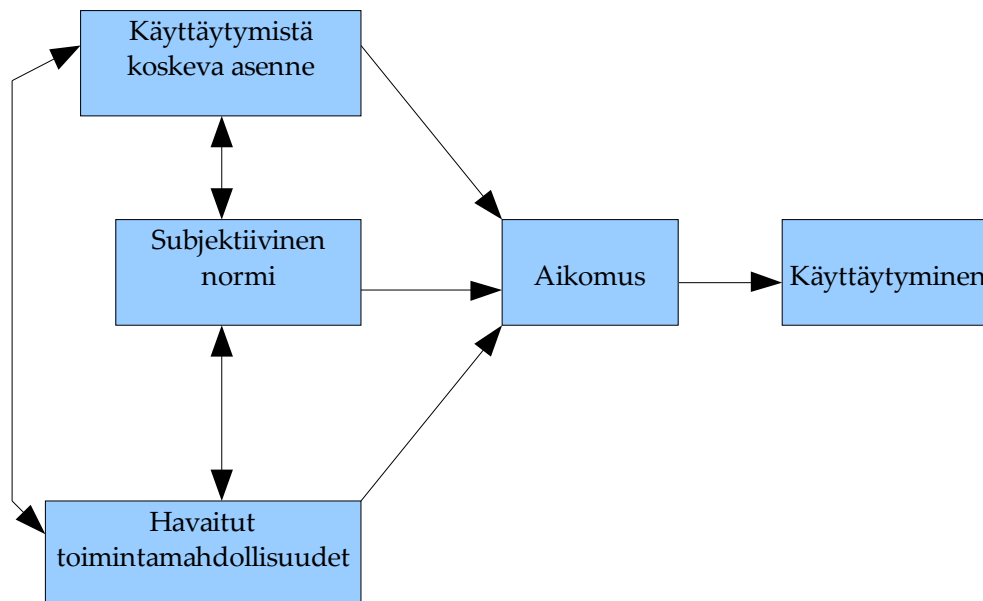 Käyttäytymistä
koskeva asenne
Subjektiivinen
normi
Aikomus
Käyttäytyminen
Havaitut
toimintamahdollisuudet